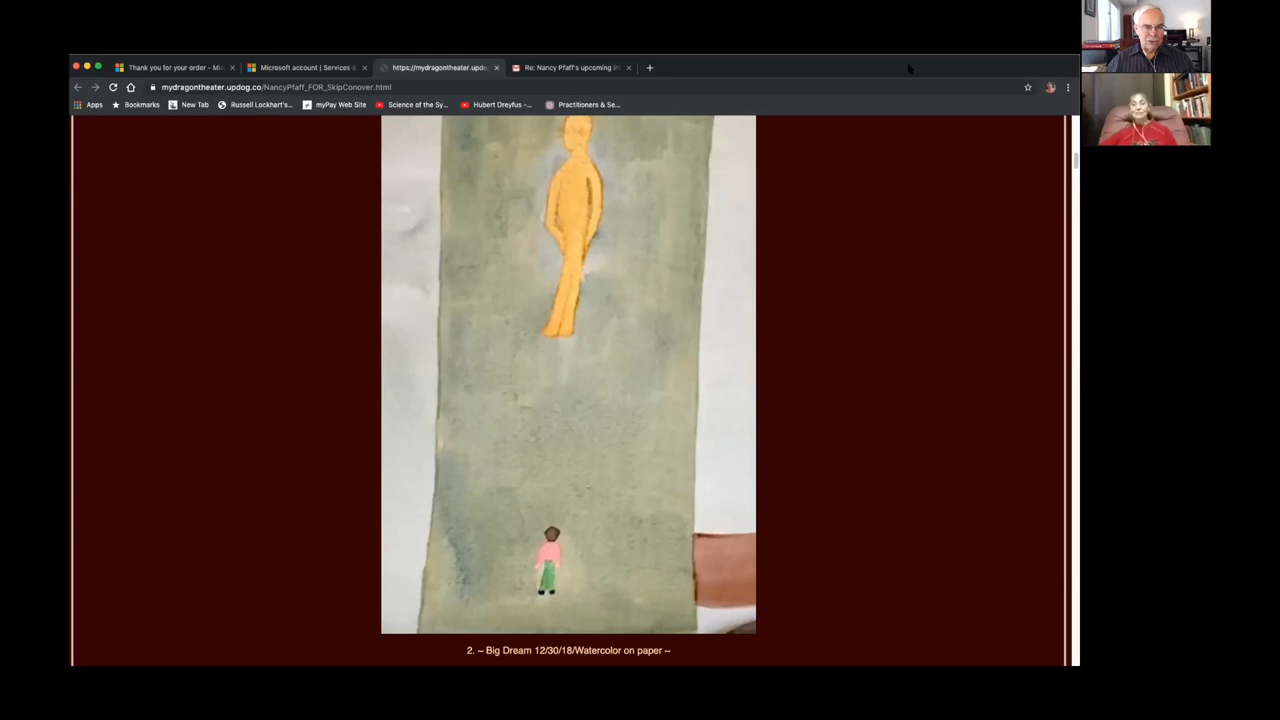 Thank you for your order - Mic
Microsoft account | Services &
https://mydragontheater.updo
Re: Nancy Pfaff's upcoming In
mydragontheater.updog.co/NancyPfaff_FOR_SkipConover.html
Apps Bookmarks New Tab Russell Lockhart's... myPay Web Site Science of the Sy... Hubert Dreyfus -... Practitioners & Se...
2. ~ Big Dream 12/30/18/Watercolor on paper ~